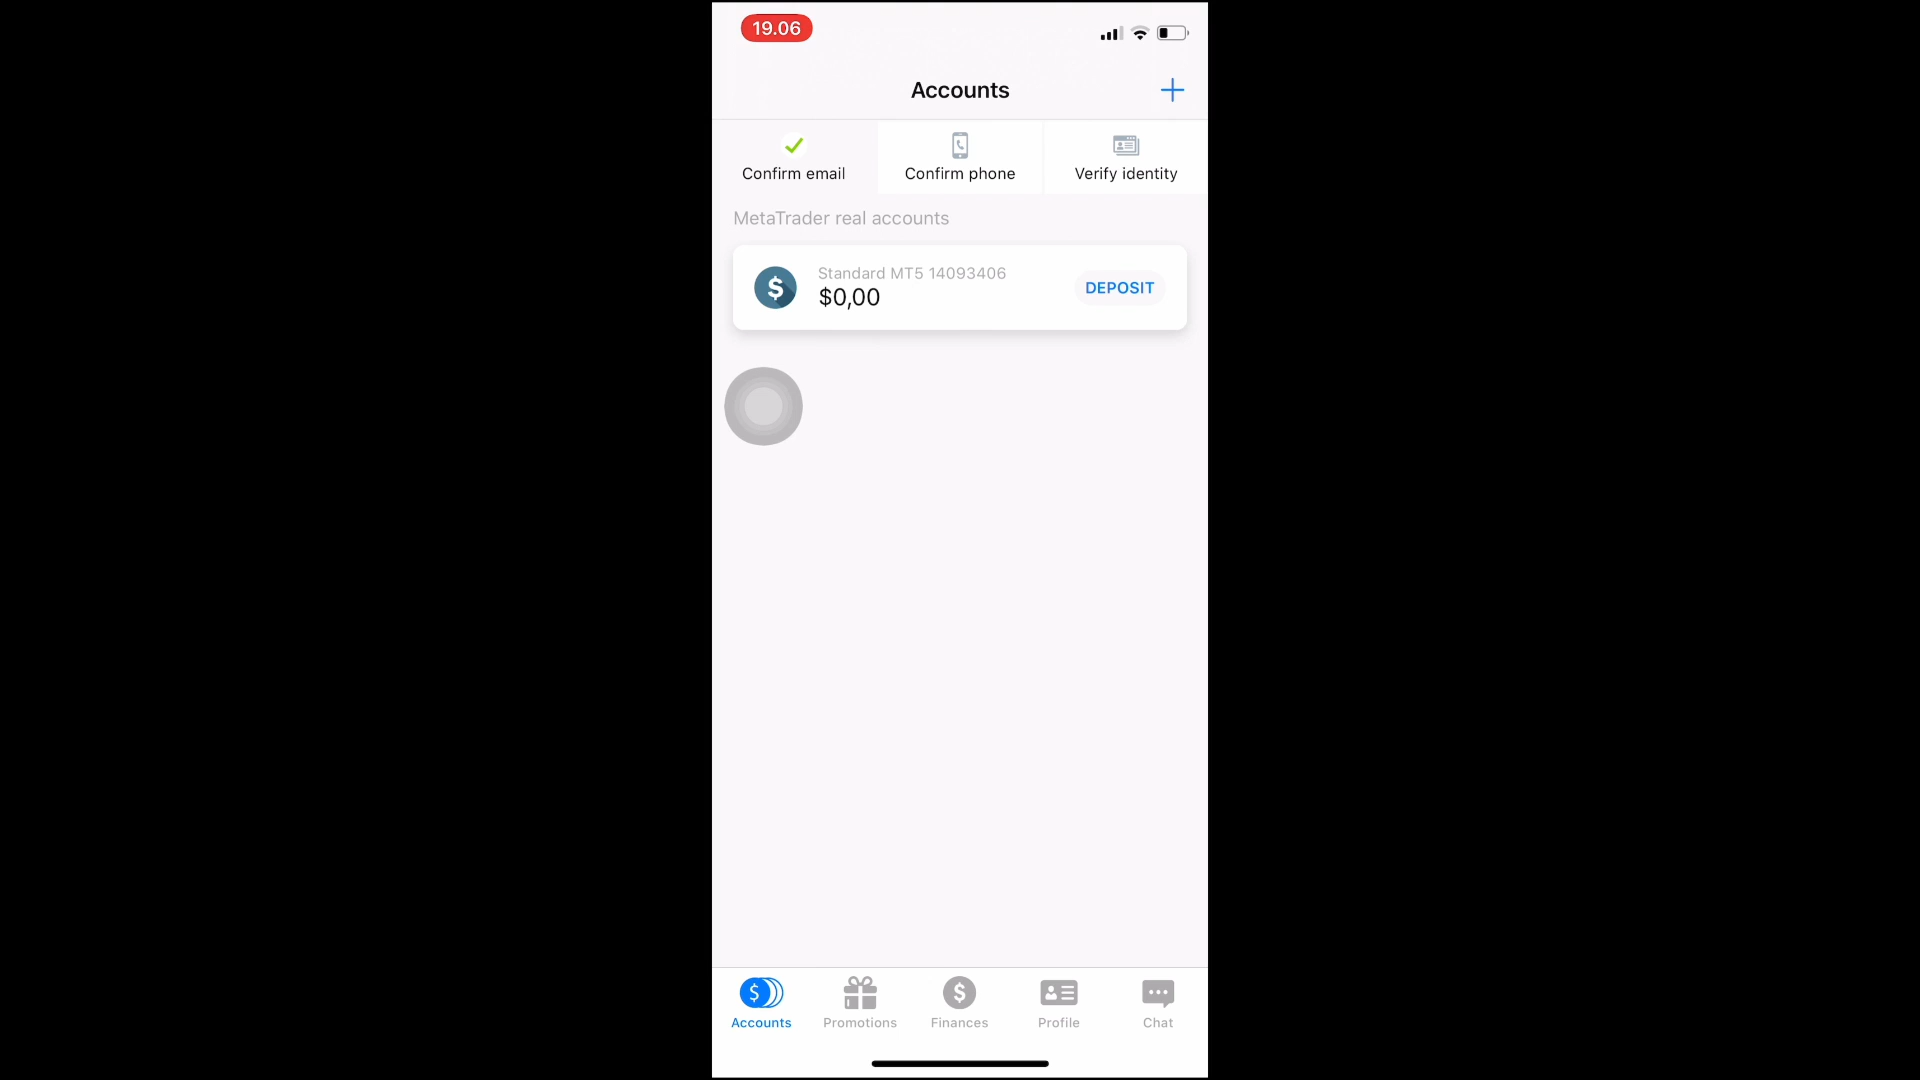 19.06
Accounts
Confirm email
Confirm phone
Verify identity
MetaTrader real accounts
Standard MT5 14093406
$0,00
DEPOSIT
Accounts
Promotions
Finances
Profile
Chat